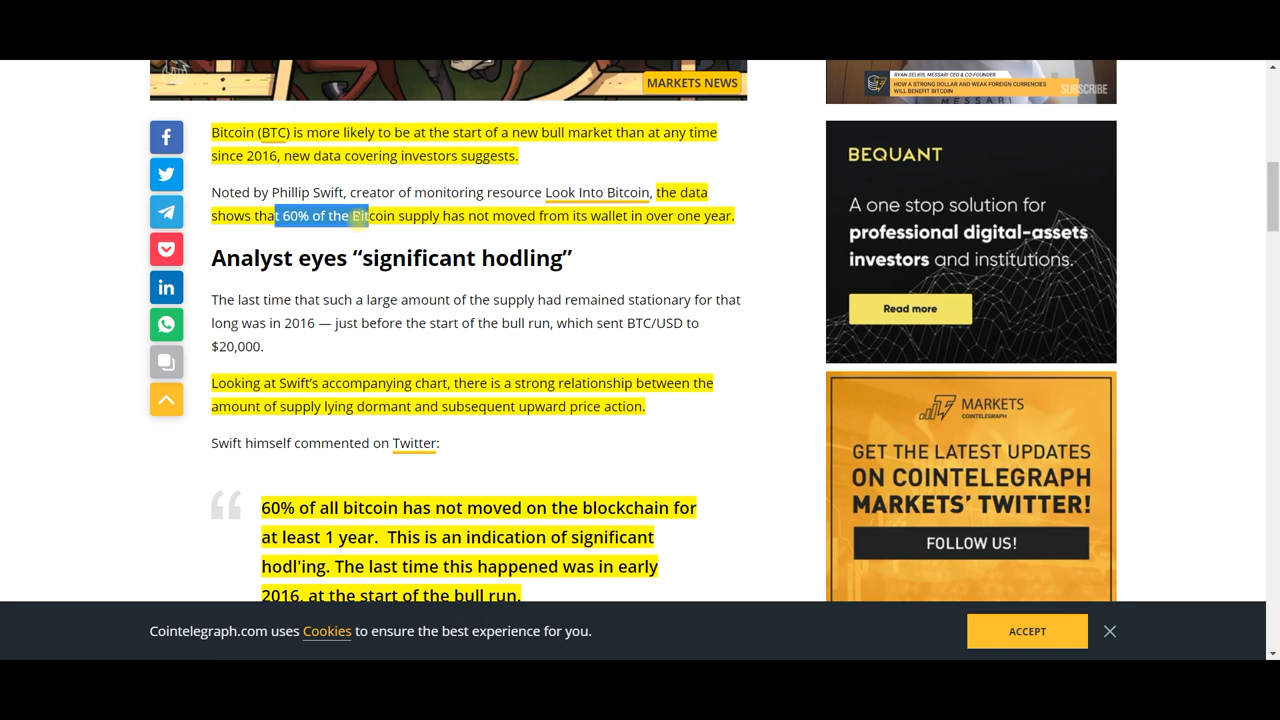 MARKETS NEWS
Bitcoin (BTC) is more likely to be at the start of a new bull market than at any time
since 2016, new data covering investors suggests.
Noted by Phillip Swift, creator of monitoring resource Look Into Bitcoin, the data
shows that 60% of the Bitcoin supply has not moved from its wallet in over one year.
Analyst eyes “significant hodling”
The last time that such a large amount of the supply had remained stationary for that
long was in 2016 — just before the start of the bull run, which sent BTC/USD to
$20,000.
Looking at Swift’s accompanying chart, there is a strong relationship between the
amount of supply lying dormant and subsequent upward price action.
Swift himself commented on Twitter:
60% of all bitcoin has not moved on the blockchain for
at least 1 year. This is an indication of significant
hodl'ing. The last time this happened was in early
2016, at the start of the bull run.
RYAN SELKIS, MESSARI CEO & CO-FOUNDER
HOW A STRONG DOLLAR AND WEAK FOREIGN CURRENCIES
WILL BENEFIT BITCOIN
SUBSCRIBE
MESSARI
BEQUANT
A one stop solution for
professional digital-assets
investors and institutions.
Read more
MARKETS
COINTELEGRAPH
GET THE LATEST UPDATES
ON COINTELEGRAPH
MARKETS’ TWITTER!
FOLLOW US!
Cointelegraph.com uses Cookies to ensure the best experience for you.
ACCEPT